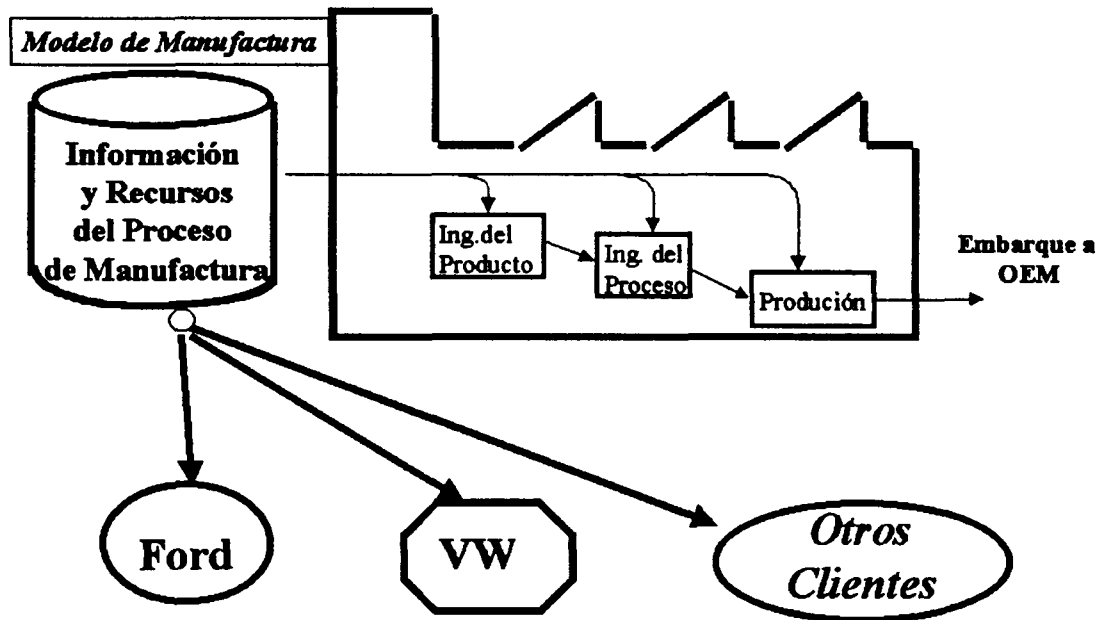 Modelo de Manufactura
Información
y Recursos
del Proceso
de Manufactura
Ing.del
Producto
Ing. del
Proceso
Produción
Embarque a
OEM
Ford
VW
Otros
Clientes